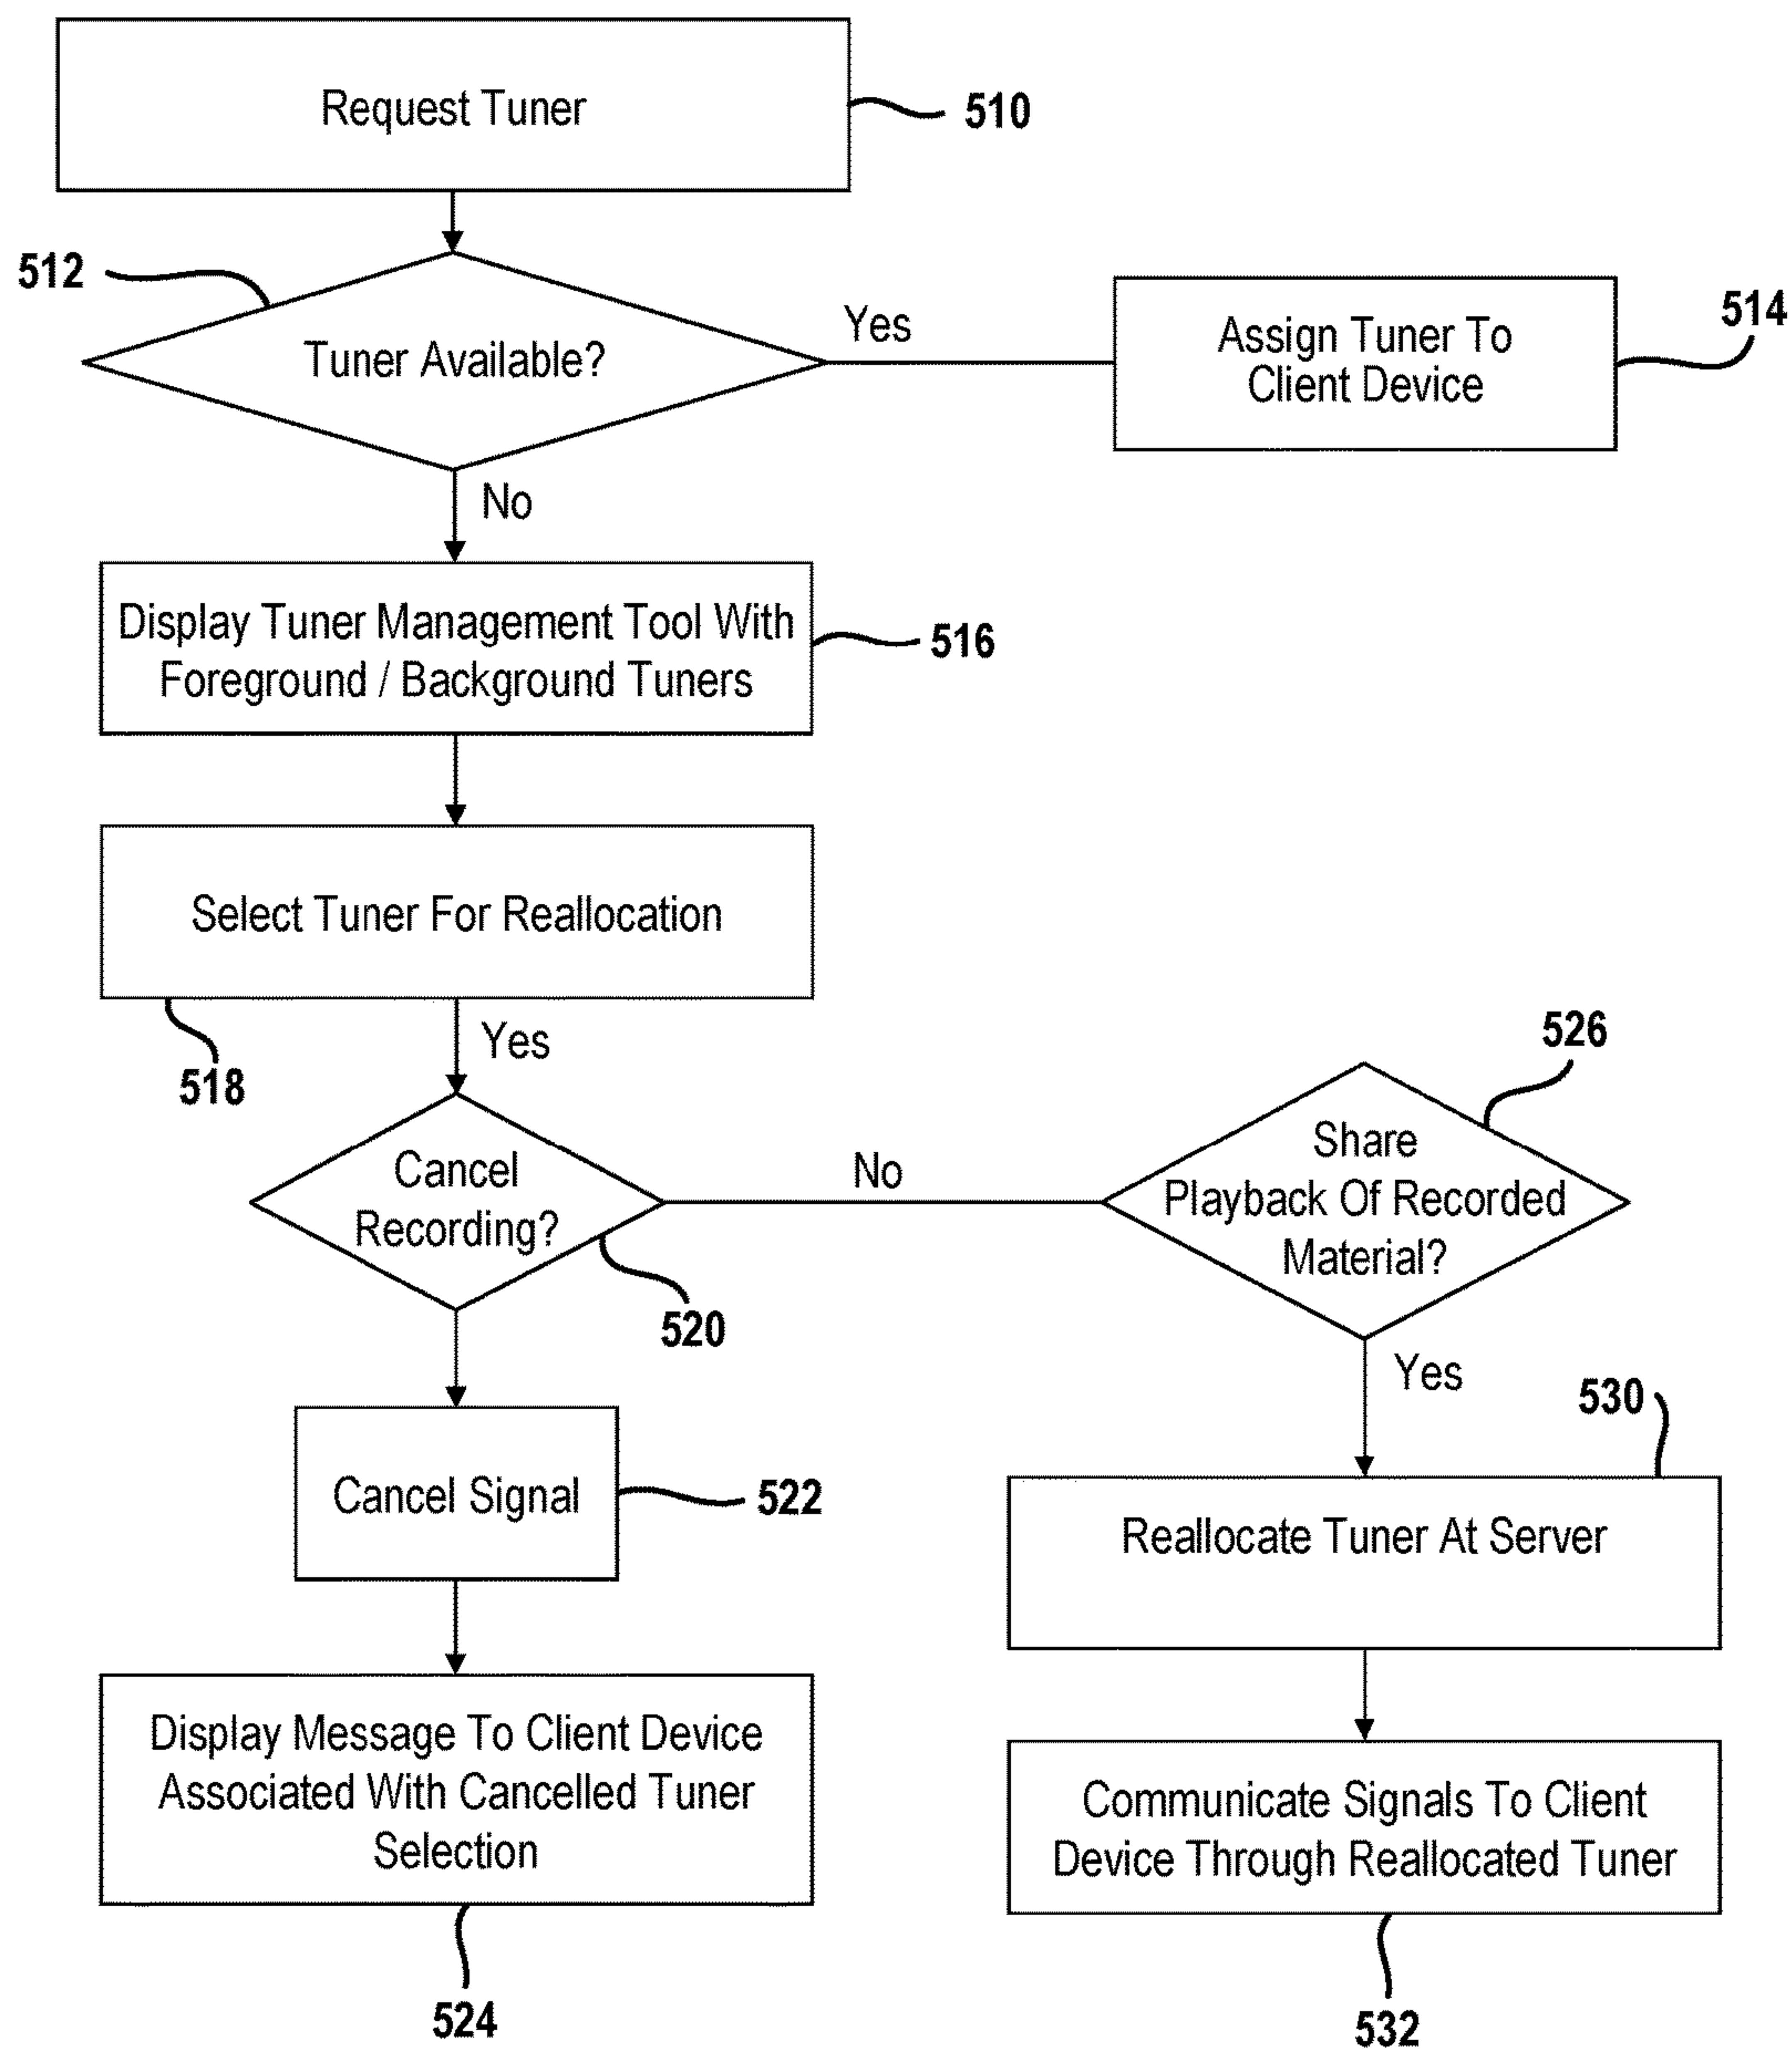 Request Tuner
510
512
Tuner Available?
Yes
Assign Tuner To
Client Device
514
No
Display Tuner Management Tool With
Foreground / Background Tuners
516
Select Tuner For Reallocation
518
Yes
Cancel
Recording?
520
No
526
Share
Playback Of Recorded
Material?
Yes
530
Cancel Signal
522
Reallocate Tuner At Server
Display Message To Client Device
Associated With Cancelled Tuner
Selection
524
Communicate Signals To Client
Device Through Reallocated Tuner
532